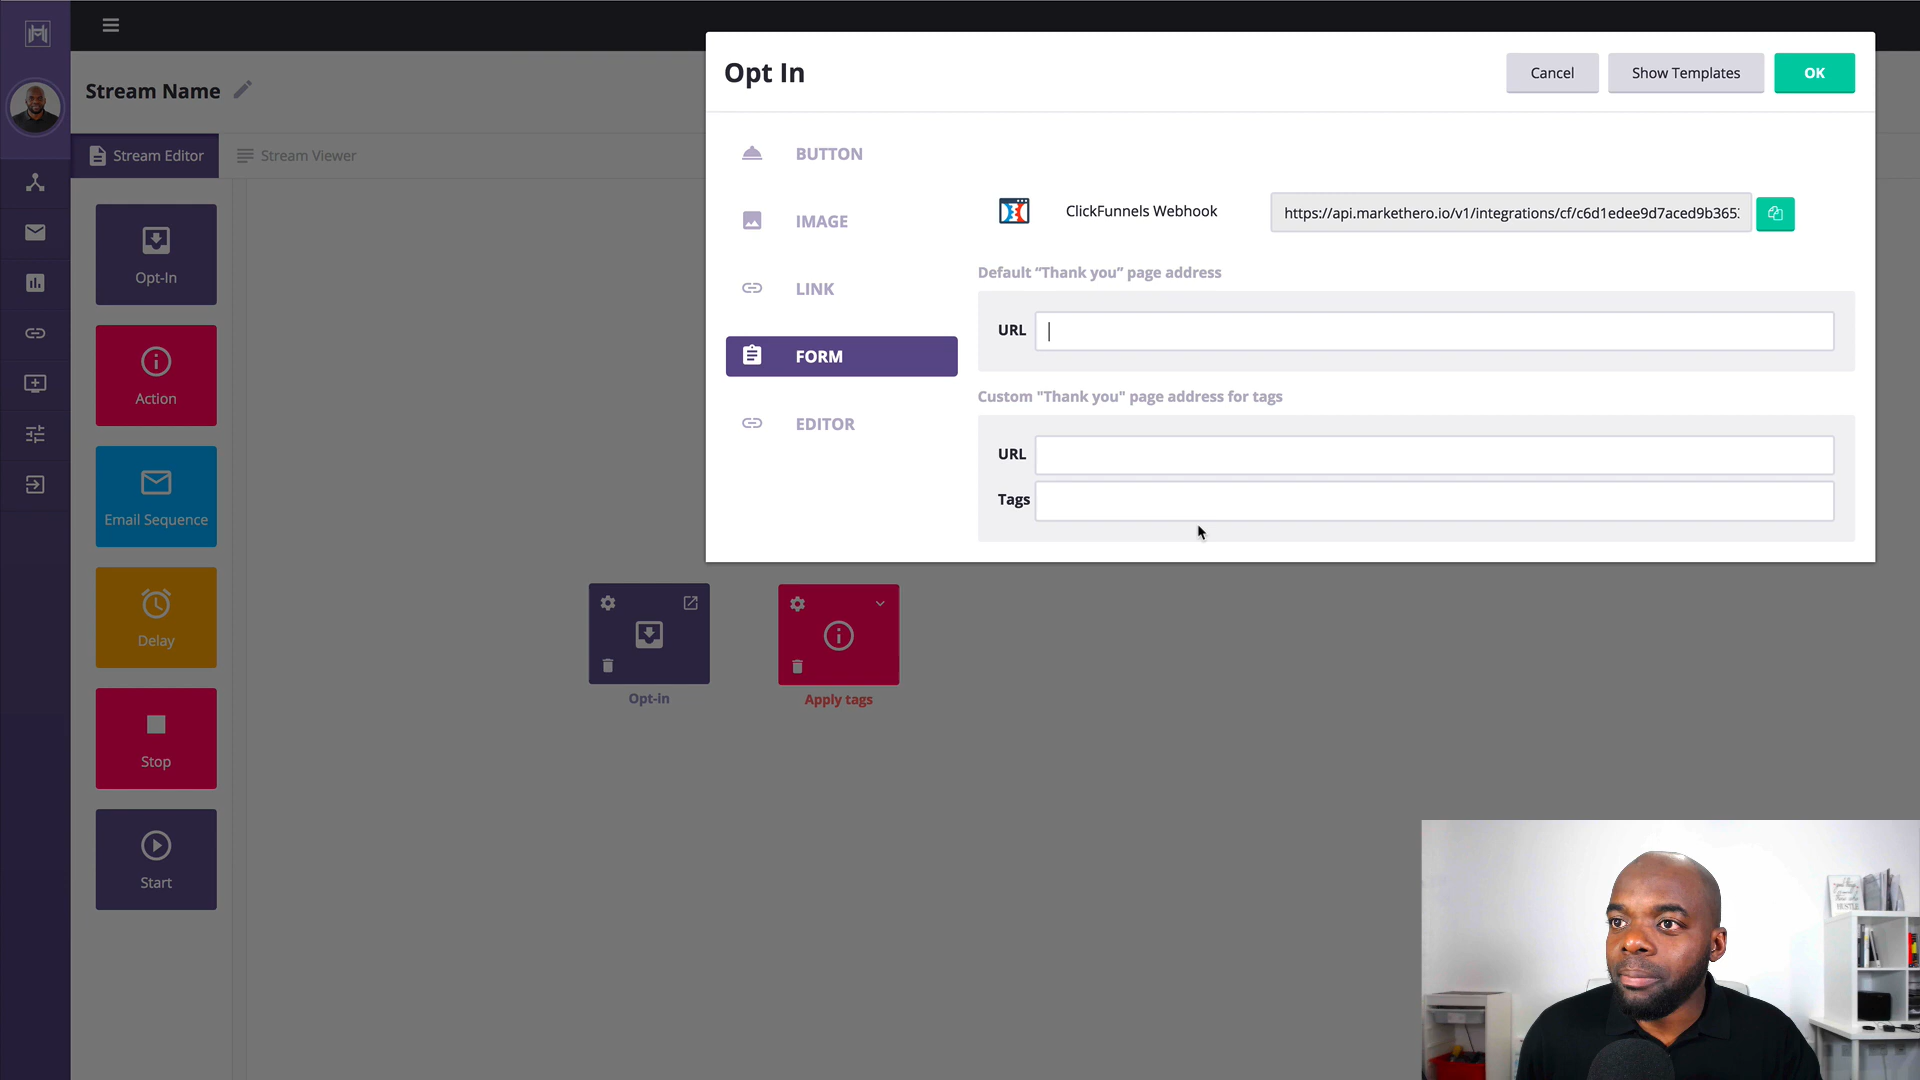 Stream Name
Stream Editor
Stream Viewer
Opt-In
Action
Email Sequence
Delay
Stop
Start
Opt-in
Apply tags
Opt In
Cancel
Show Templates
OK
BUTTON
IMAGE
LINK
FORM
EDITOR
ClickFunnels Webhook
https://api.markethero.io/v1/integrations/cf/c6d1edee9d7aced9b365
Default “Thank you” page address
URL
Custom "Thank you" page address for tags
URL
Tags
HUSTLE